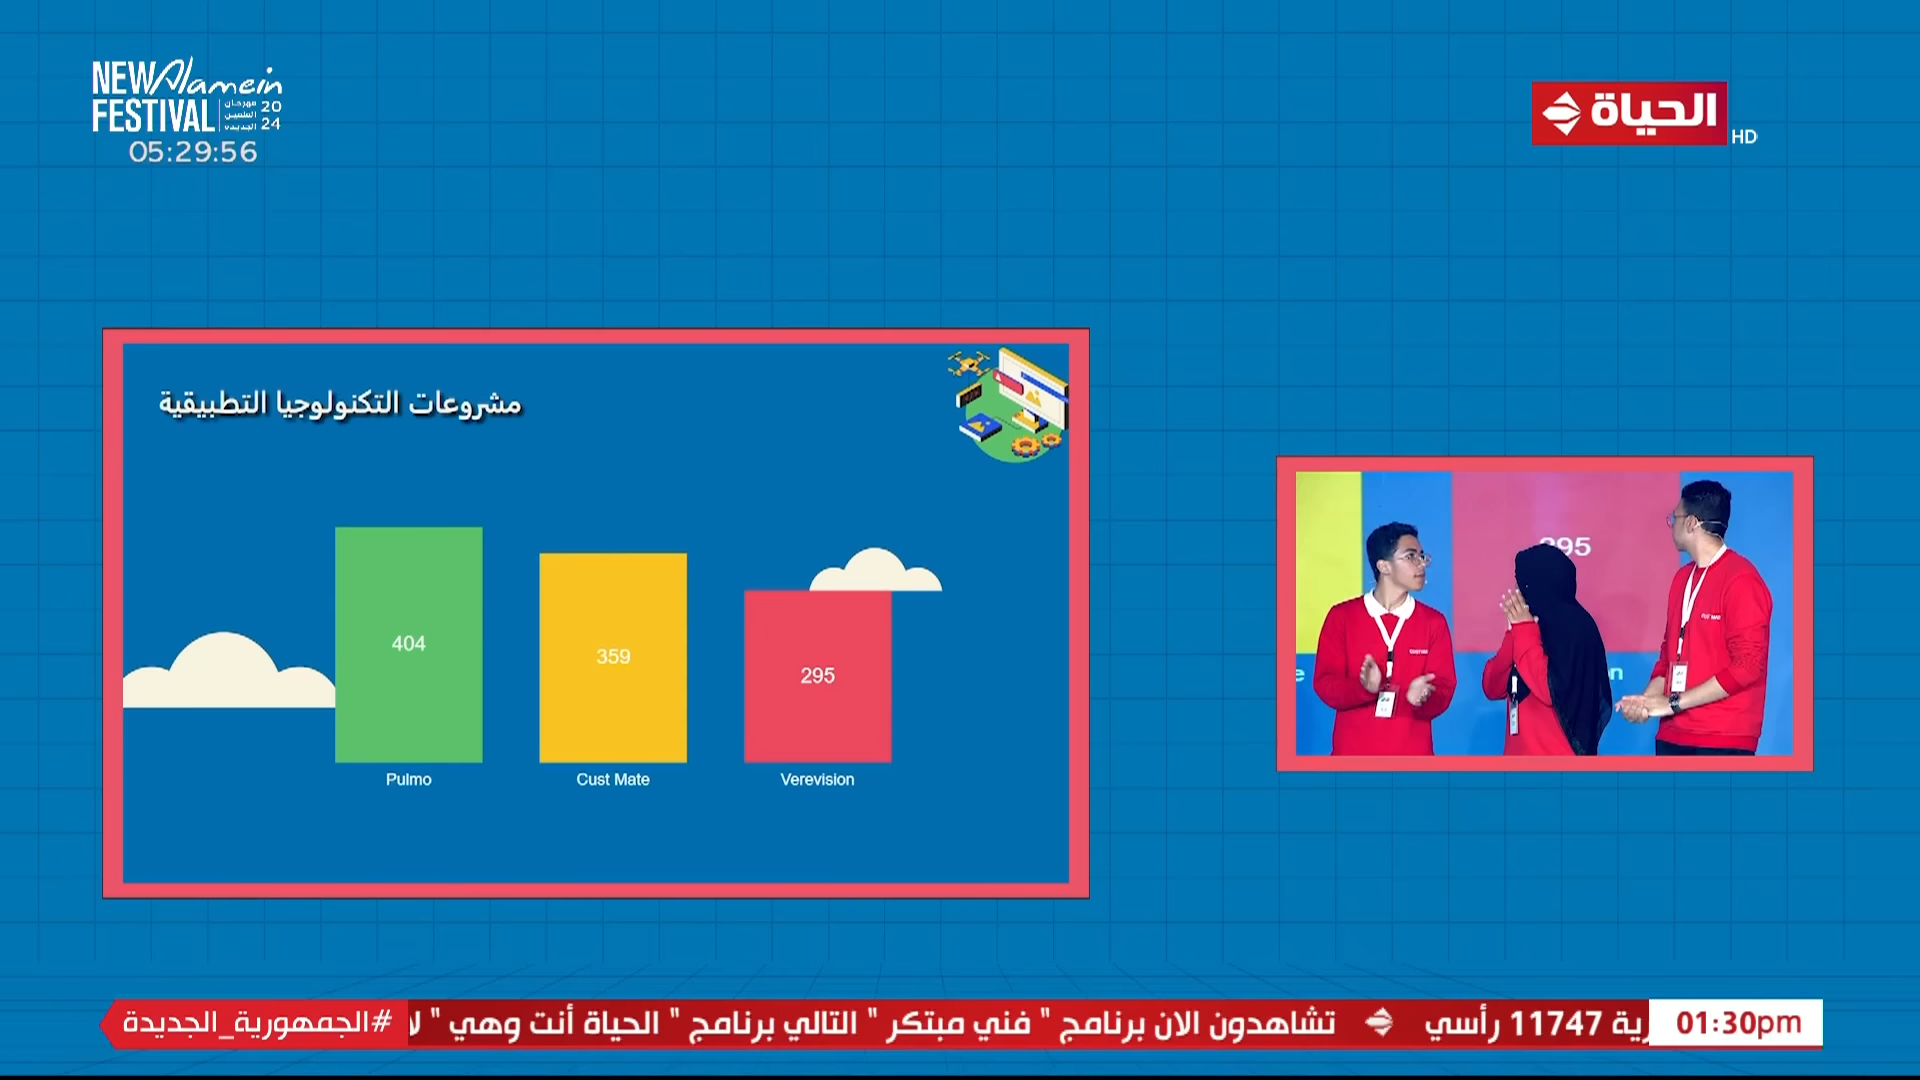 NEW Alamein
FESTIVAL
مهرجان
العلمين
الجديدة
20
24
05:29:56
الحياة
HD
مشروعات التكنولوجيا التطبيقية
404
359
295
Pulmo
Cust Mate
Verevision
295
e
n
#الجمهورية_الجديدة
رية 11747 رأسي
تشاهدون الان برنامج " فني مبتكر " التالي برنامج " الحياة أنت وهي " لا
01:30pm